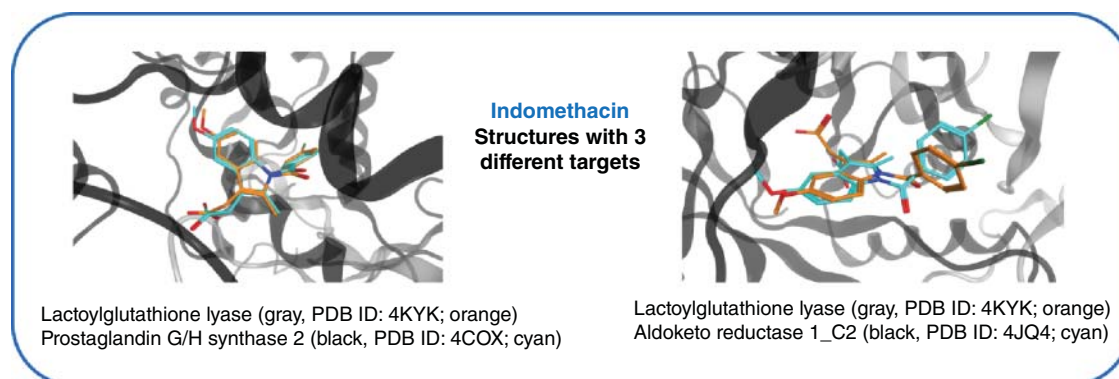 Indomethacin
Structures with 3
different targets
Lactoylglutathione lyase (gray, PDB ID: 4KYK; orange)
Prostaglandin G/H synthase 2 (black, PDB ID: 4COX; cyan)
Lactoylglutathione lyase (gray, PDB ID: 4KYK; orange)
Aldoketo reductase 1_C2 (black, PDB ID: 4JQ4; cyan)